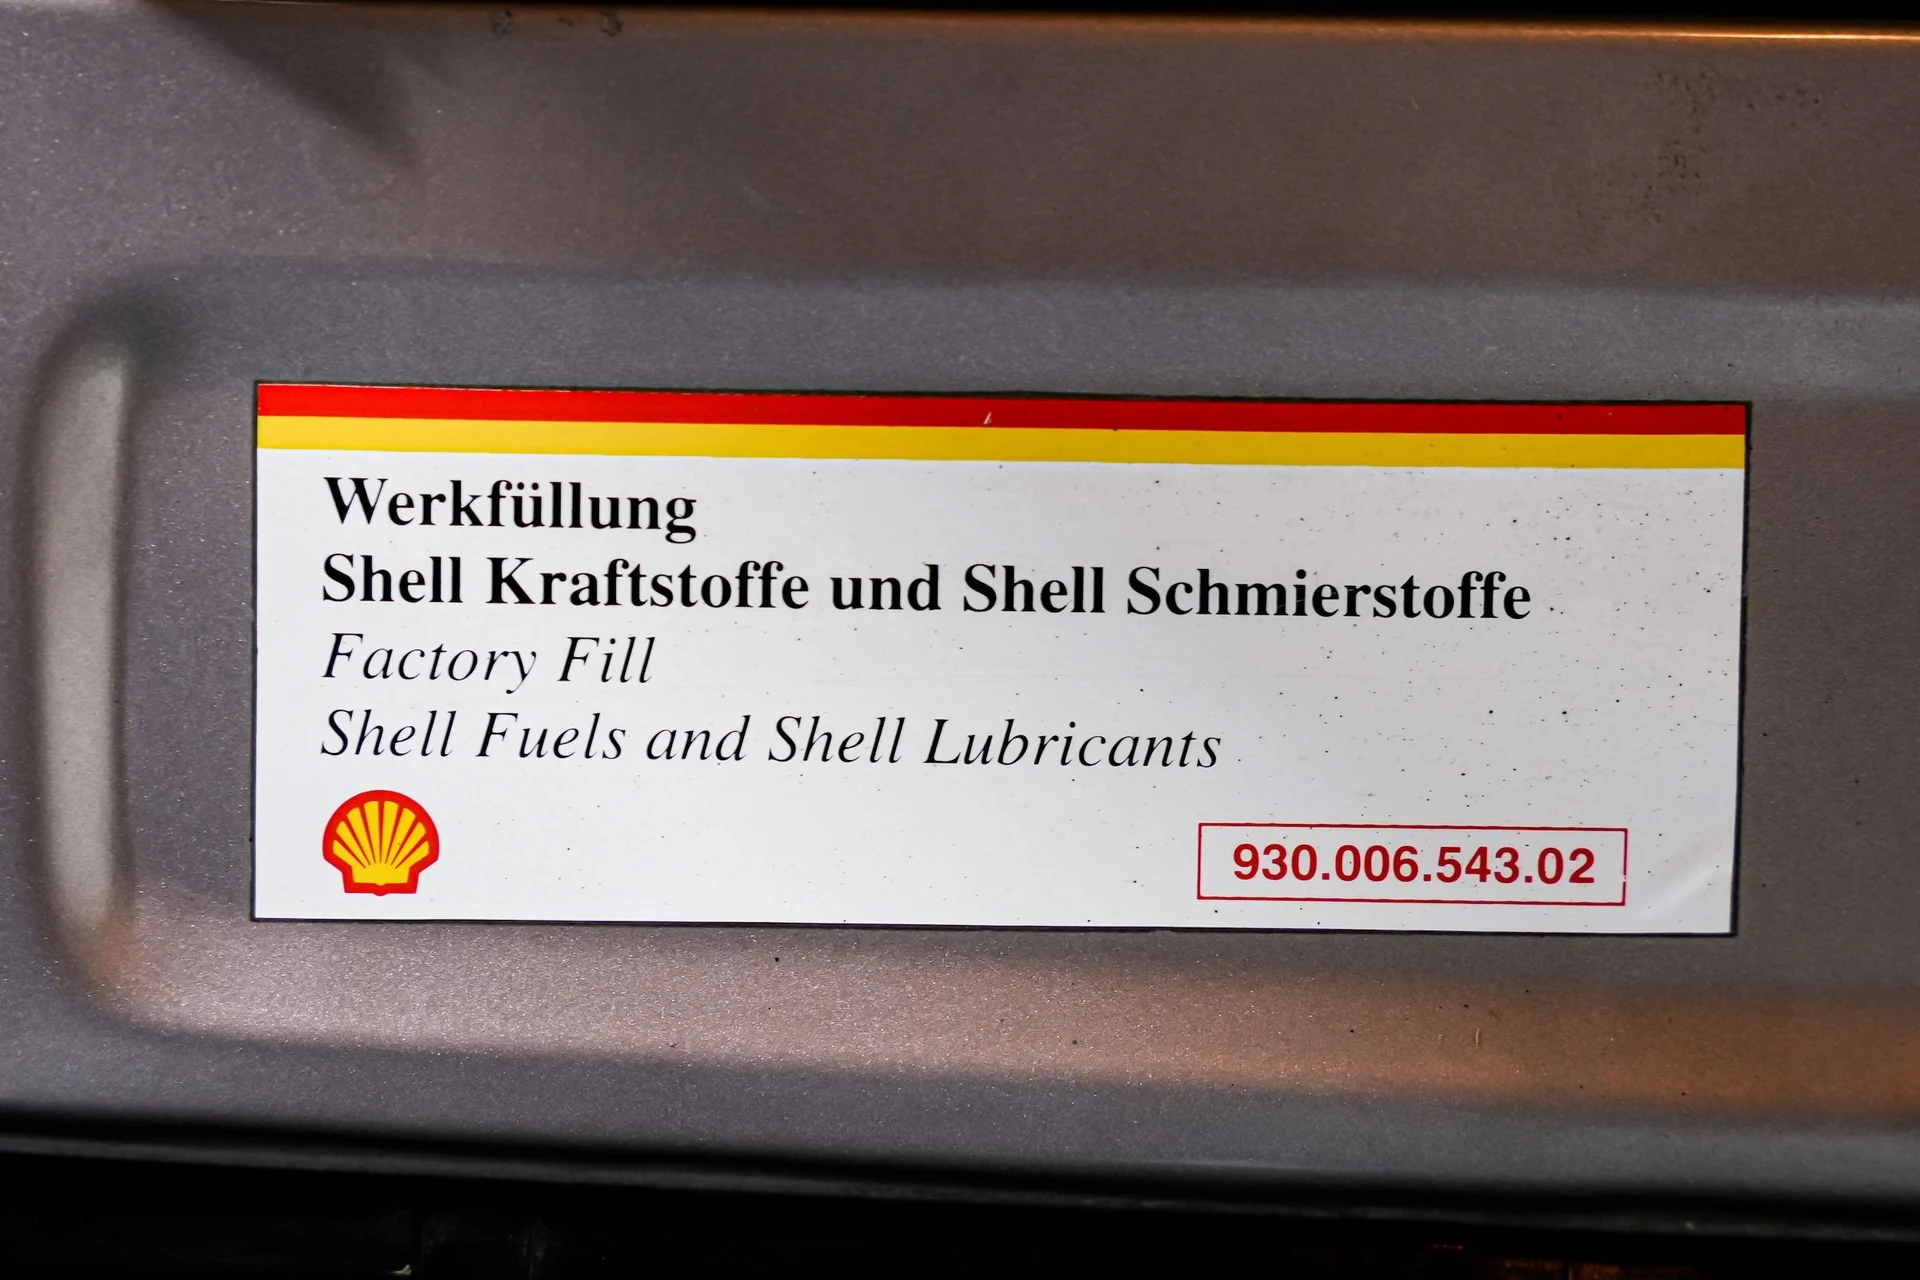 Werkfüllung
Shell Kraftstoffe und Shell Schmierstoffe
Factory Fill
Shell Fuels and Shell Lubricants
930.006.543.02